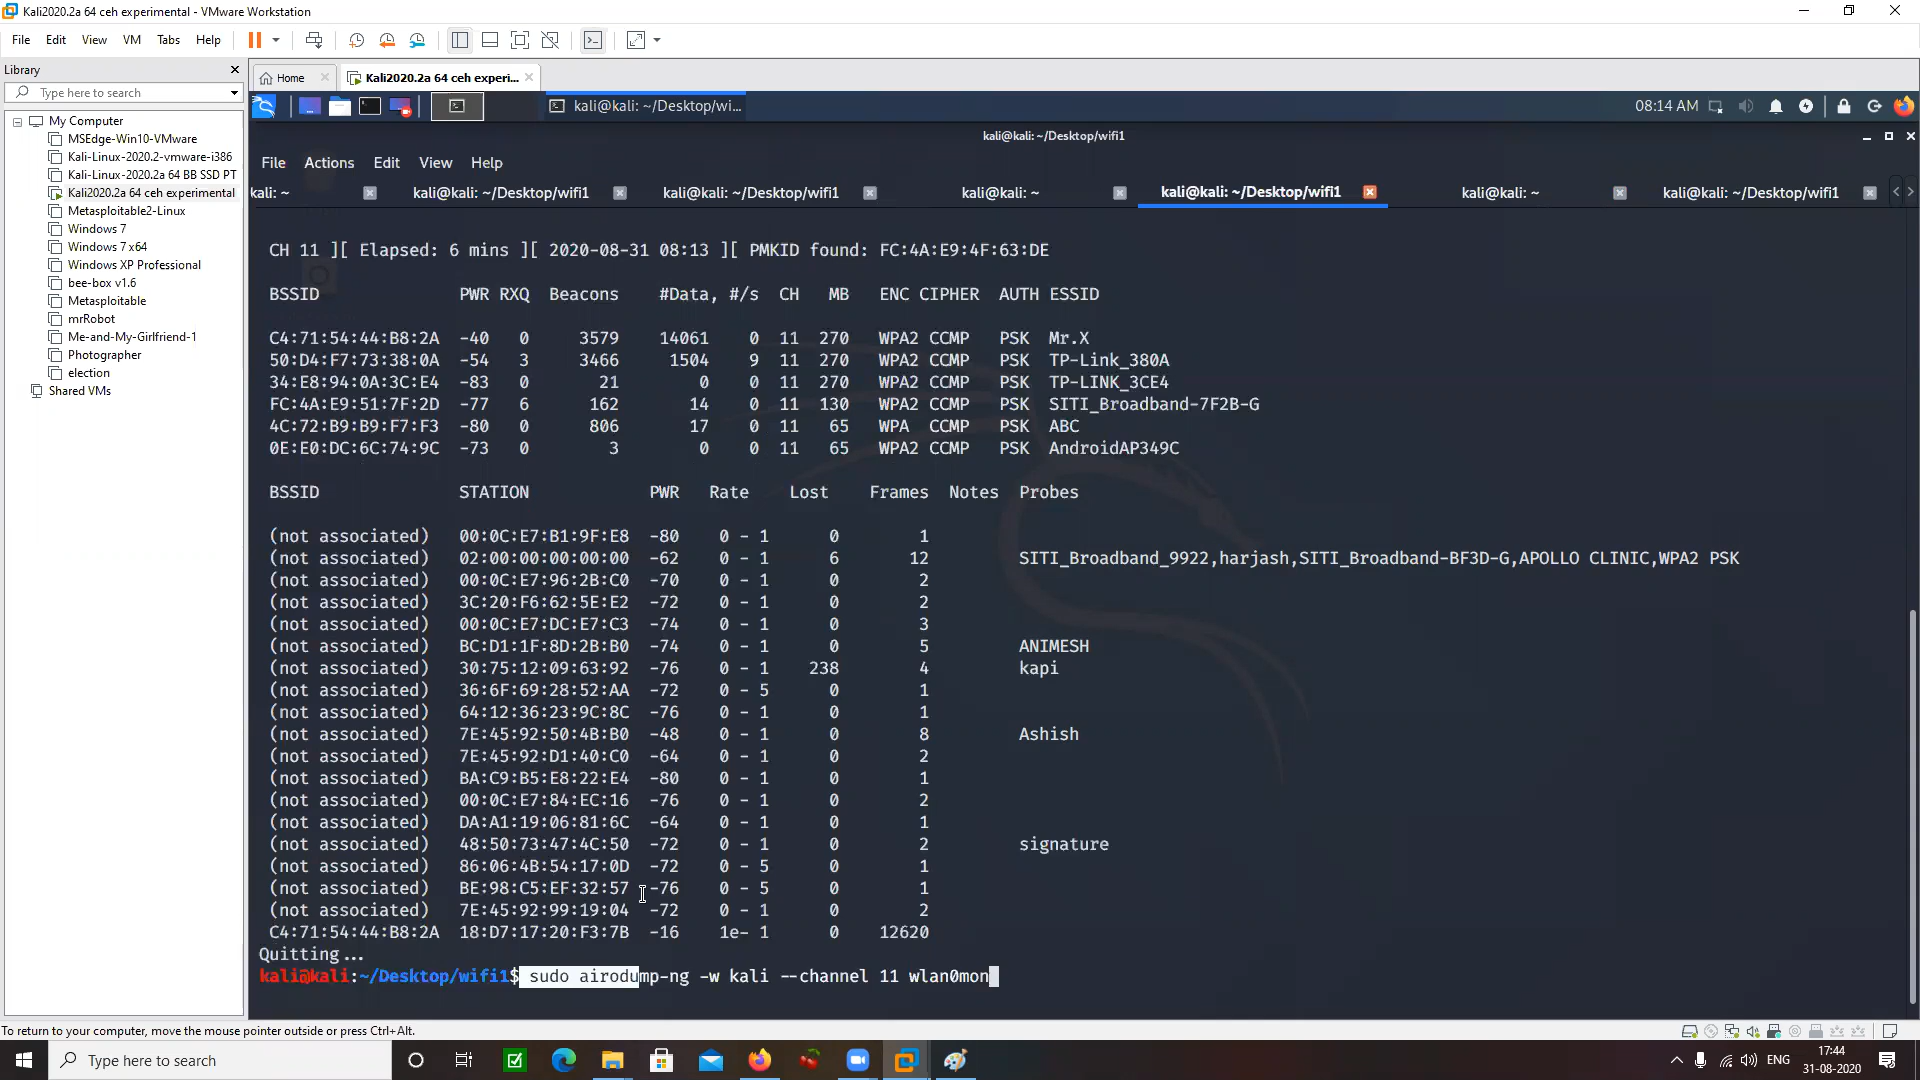 Kali2020.2a 64 ceh experimental - VMware Workstation
File Edit View VM Tabs Help
Library
Type here to search
Home
Kali2020.2a 64 ceh experi...
My Computer
MSEdge-Win10-VMware
Kali-Linux-2020.2-vmware-i386
Kali-Linux-2020.2a 64 BB SSD PT
Kali2020.2a 64 ceh experimental
Metasploitable2-Linux
Windows 7
Windows 7 x64
Windows XP Professional
bee-box v1.6
Metasploitable
mrRobot
Me-and-My-Girlfriend-1
Photographer
election
Shared VMs
kali@kali: ~/Desktop/wi...
08:14 AM
kali@kali: ~/Desktop/wifi1
File Actions Edit View Help
kali: ~ kali@kali: ~/Desktop/wifi1 kali@kali: ~/Desktop/wifi1 kali@kali: ~ kali@kali: ~/Desktop/wifi1 kali@kali: ~ kali@kali: ~/Desktop/wifi1
CH 11 ][ Elapsed: 6 mins ][ 2020-08-31 08:13 ][ PMKID found: FC:4A:E9:4F:63:DE
BSSID PWR RXQ Beacons #Data, #/s CH MB ENC CIPHER AUTH ESSID
C4:71:54:44:B8:2A -40 0 3579 14061 0 11 270 WPA2 CCMP PSK Mr.X
50:D4:F7:73:38:0A -54 3 3466 1504 9 11 270 WPA2 CCMP PSK TP-Link_380A
34:E8:94:0A:3C:E4 -83 0 21 0 0 11 270 WPA2 CCMP PSK TP-LINK_3CE4
FC:4A:E9:51:7F:2D -77 6 162 14 0 11 130 WPA2 CCMP PSK SITI_Broadband-7F2B-G
4C:72:B9:B9:F7:F3 -80 0 806 17 0 11 65 WPA CCMP PSK ABC
0E:E0:DC:6C:74:9C -73 0 3 0 0 11 65 WPA2 CCMP PSK AndroidAP349C
BSSID STATION PWR Rate Lost Frames Notes Probes
(not associated) 00:0C:E7:B1:9F:E8 -80 0 - 1 0 1
(not associated) 02:00:00:00:00:00 -62 0 - 1 6 12 SITI_Broadband_9922,harjash,SITI_Broadband-BF3D-G,APOLLO CLINIC,WPA2 PSK
(not associated) 00:0C:E7:96:2B:C0 -70 0 - 1 0 2
(not associated) 3C:20:F6:62:5E:E2 -72 0 - 1 0 2
(not associated) 00:0C:E7:DC:E7:C3 -74 0 - 1 0 3
(not associated) BC:D1:1F:8D:2B:B0 -74 0 - 1 0 5 ANIMESH
(not associated) 30:75:12:09:63:92 -76 0 - 1 238 4 kapi
(not associated) 36:6F:69:28:52:AA -72 0 - 5 0 1
(not associated) 64:12:36:23:9C:8C -76 0 - 1 0 1
(not associated) 7E:45:92:50:4B:B0 -48 0 - 1 0 8 Ashish
(not associated) 7E:45:92:D1:40:C0 -64 0 - 1 0 2
(not associated) BA:C9:B5:E8:22:E4 -80 0 - 1 0 1
(not associated) 00:0C:E7:84:EC:16 -76 0 - 1 0 2
(not associated) DA:A1:19:06:81:6C -64 0 - 1 0 1
(not associated) 48:50:73:47:4C:50 -72 0 - 1 0 2 signature
(not associated) 86:06:4B:54:17:0D -72 0 - 5 0 1
(not associated) BE:98:C5:EF:32:57 -76 0 - 5 0 1
(not associated) 7E:45:92:99:19:04 -72 0 - 1 0 2
C4:71:54:44:B8:2A 18:D7:17:20:F3:7B -16 1e- 1 0 12620
Quitting...
kali@kali:~/Desktop/wifi1$ sudo airodump-ng -w kali --channel 11 wlan0mon
To return to your computer, move the mouse pointer outside or press Ctrl+Alt.
Type here to search
ENG
17:44
31-08-2020